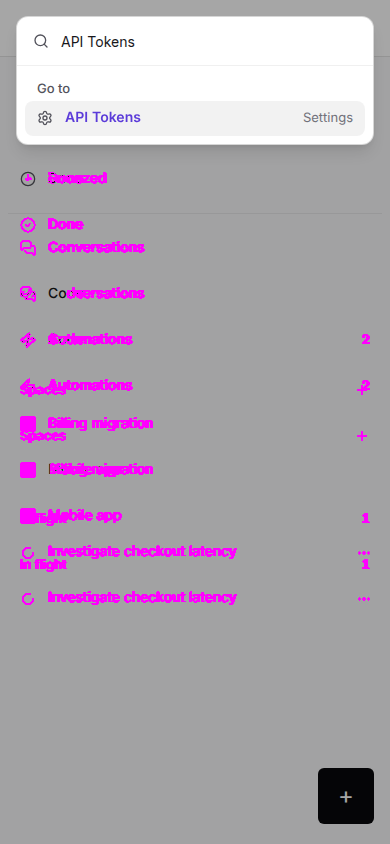 API Tokens
Go to
API Tokens Settings
Snoozed
Done
Conversations
Conversations
2
Automations 2
Spaces
Billing migration
Spaces
Mobile app
1
Investigate checkout latency
In flight 1
Investigate checkout latency